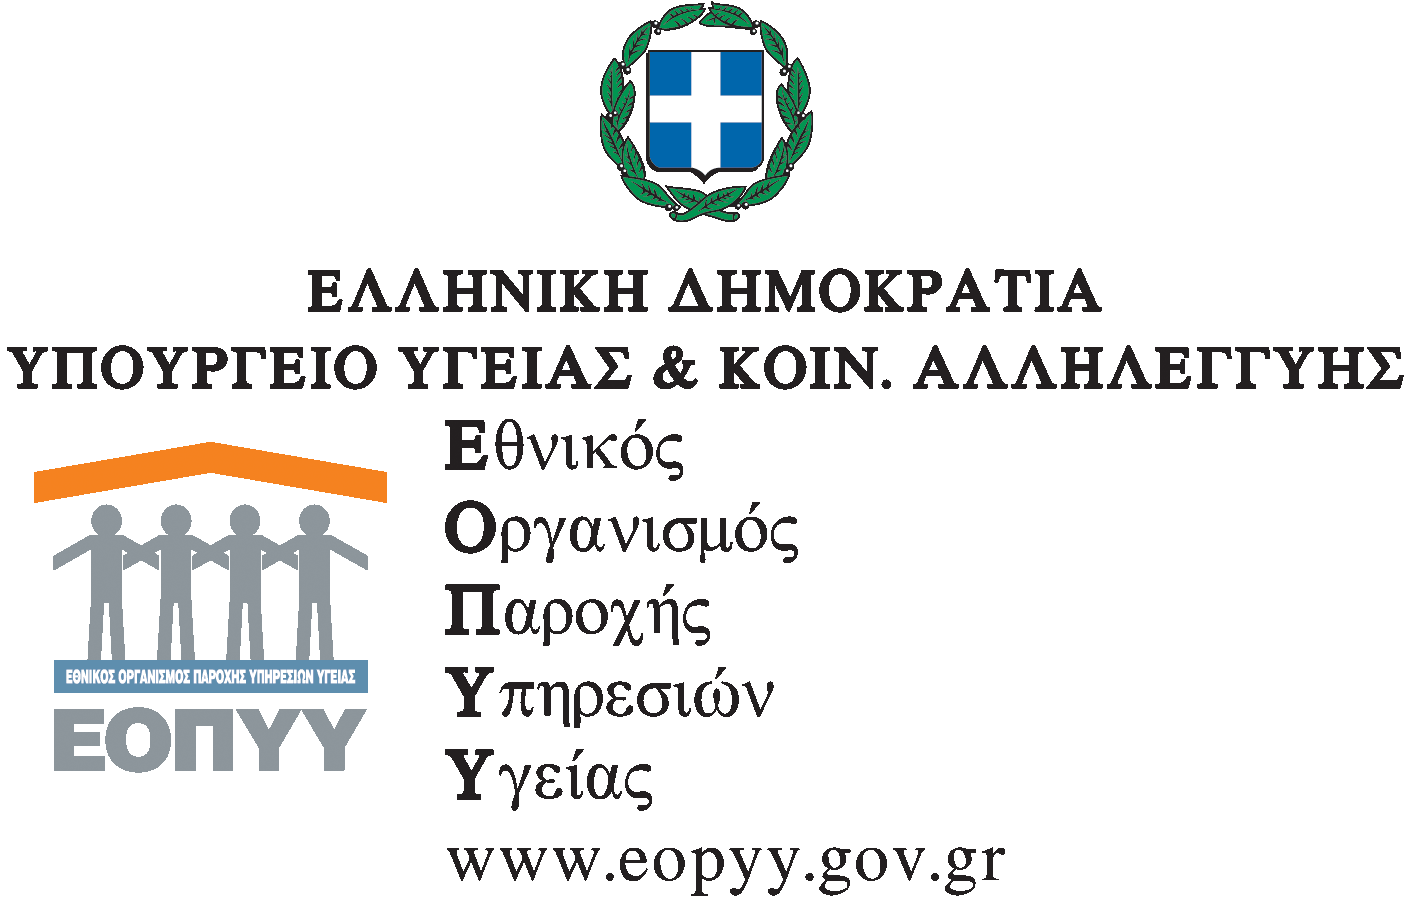 ΕΛΛΗΝΙΚΗ ΔΗΜΟΚΡΑΤΙΑ
ΥΠΟΥΡΓΕΙΟ ΥΓΕΙΑΣ & ΚΟΙΝ. ΑΛΛΗΛΕΓΓΥΗΣ
Εθνικός
Οργανισμός
Παροχής
Υπηρεσιών
Υγείας
www.eopyy.gov.gr
ΕΘΝΙΚΟΣ ΟΡΓΑΝΙΣΜΟΣ ΠΑΡΟΧΗΣ ΥΠΗΡΕΣΙΩΝ ΥΓΕΙΑΣ
ΕΟΠΥΥ